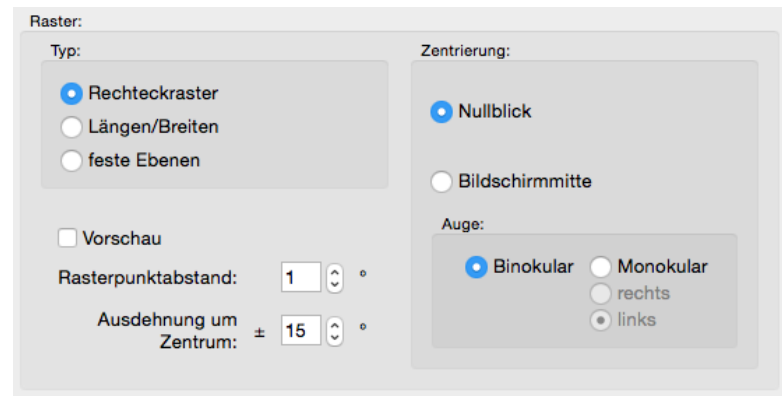 Raster:
Typ:
Rechteckraster
Längen/Breiten
feste Ebenen
Vorschau
Rasterpunktabstand: 1 °
Ausdehnung um
Zentrum: ± 15 °
Zentrierung:
Nullblick
Bildschirmmitte
Auge:
Binokular Monokular
rechts
links